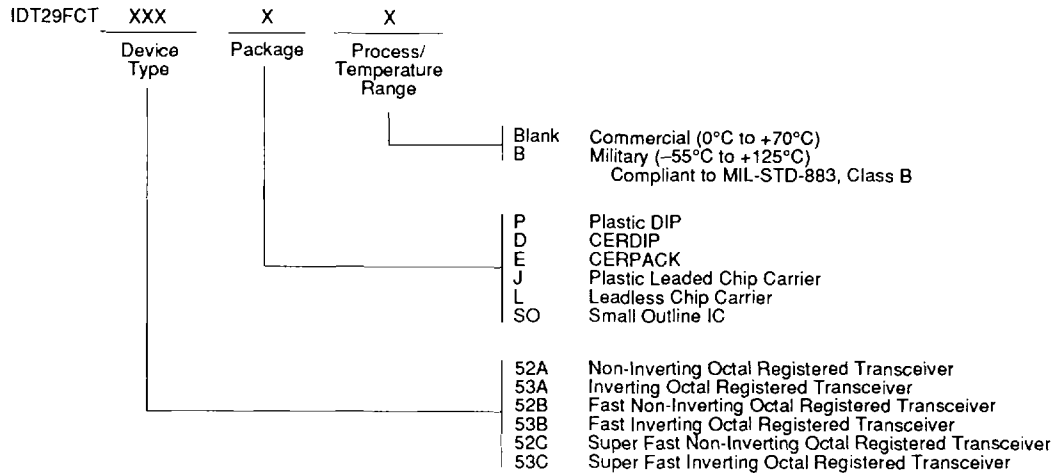 IDT29FCT XXX X X
Device Type
Package
Process/ Temperature Range
Blank Commercial (0°C to +70°C)
B Military (–55°C to +125°C)
Compliant to MIL-STD-883, Class B
P Plastic DIP
D CERDIP
E CERPACK
J Plastic Leaded Chip Carrier
L Leadless Chip Carrier
SO Small Outline IC
52A Non-Inverting Octal Registered Transceiver
53A Inverting Octal Registered Transceiver
52B Fast Non-Inverting Octal Registered Transceiver
53B Fast Inverting Octal Registered Transceiver
52C Super Fast Non-Inverting Octal Registered Transceiver
53C Super Fast Inverting Octal Registered Transceiver